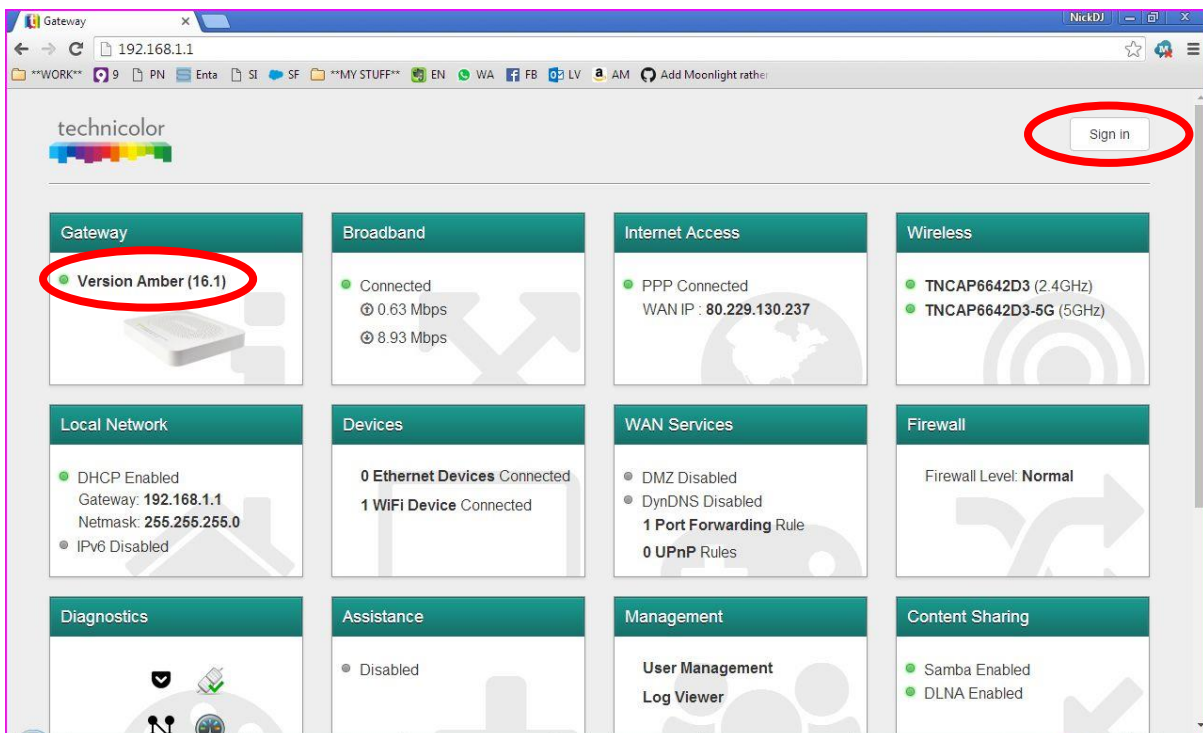 Gateway
NickDJ
192.168.1.1
**WORK** 9 PN Enta SI SF **MY STUFF** EN WA FB LV AM Add Moonlight rather
technicolor
Sign in
Gateway
Version Amber (16.1)
Broadband
Connected
0.63 Mbps
8.93 Mbps
Internet Access
PPP Connected
WAN IP : 80.229.130.237
Wireless
TNCAP6642D3 (2.4GHz)
TNCAP6642D3-5G (5GHz)
Local Network
DHCP Enabled
Gateway: 192.168.1.1
Netmask: 255.255.255.0
IPv6 Disabled
Devices
0 Ethernet Devices Connected
1 WiFi Device Connected
WAN Services
DMZ Disabled
DynDNS Disabled
1 Port Forwarding Rule
0 UPnP Rules
Firewall
Firewall Level: Normal
Diagnostics
Assistance
Disabled
Management
User Management
Log Viewer
Content Sharing
Samba Enabled
DLNA Enabled